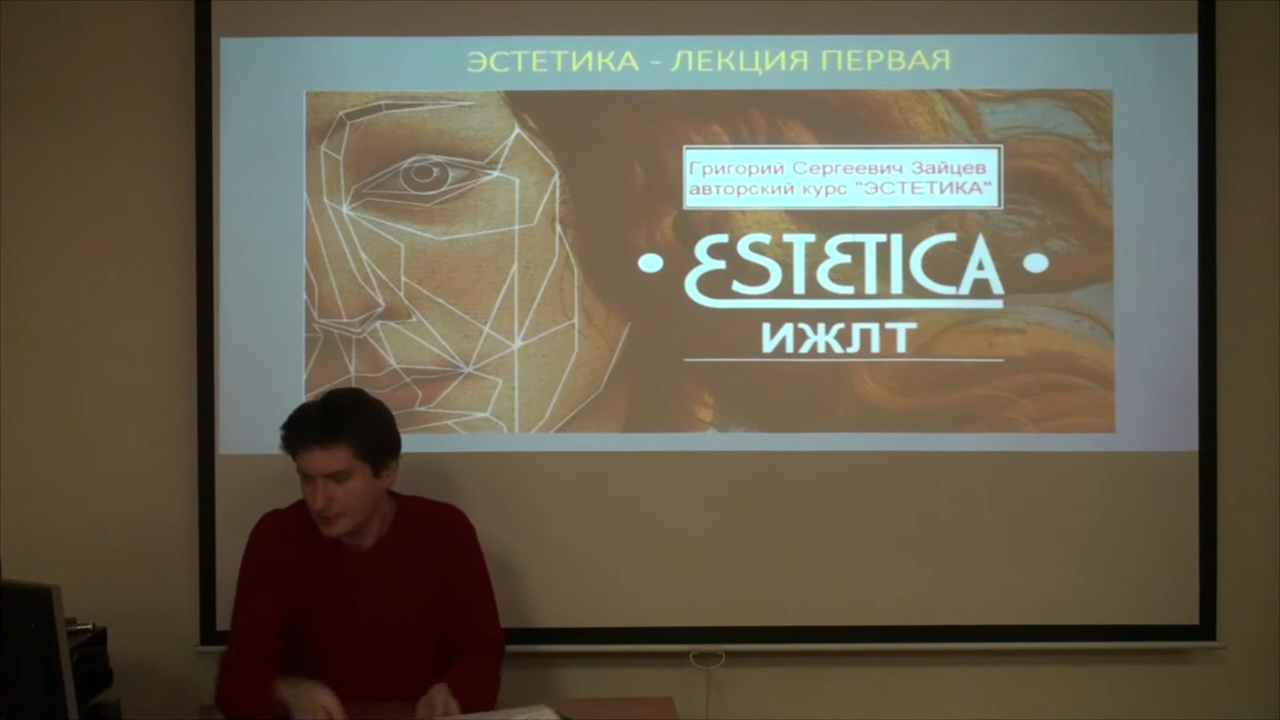 ЭСТЕТИКА - ЛЕКЦИЯ ПЕРВАЯ
Григорий Сергеевич Зайцев
авторский курс "ЭСТЕТИКА"
• ESTETICA •
ИЖЛТ